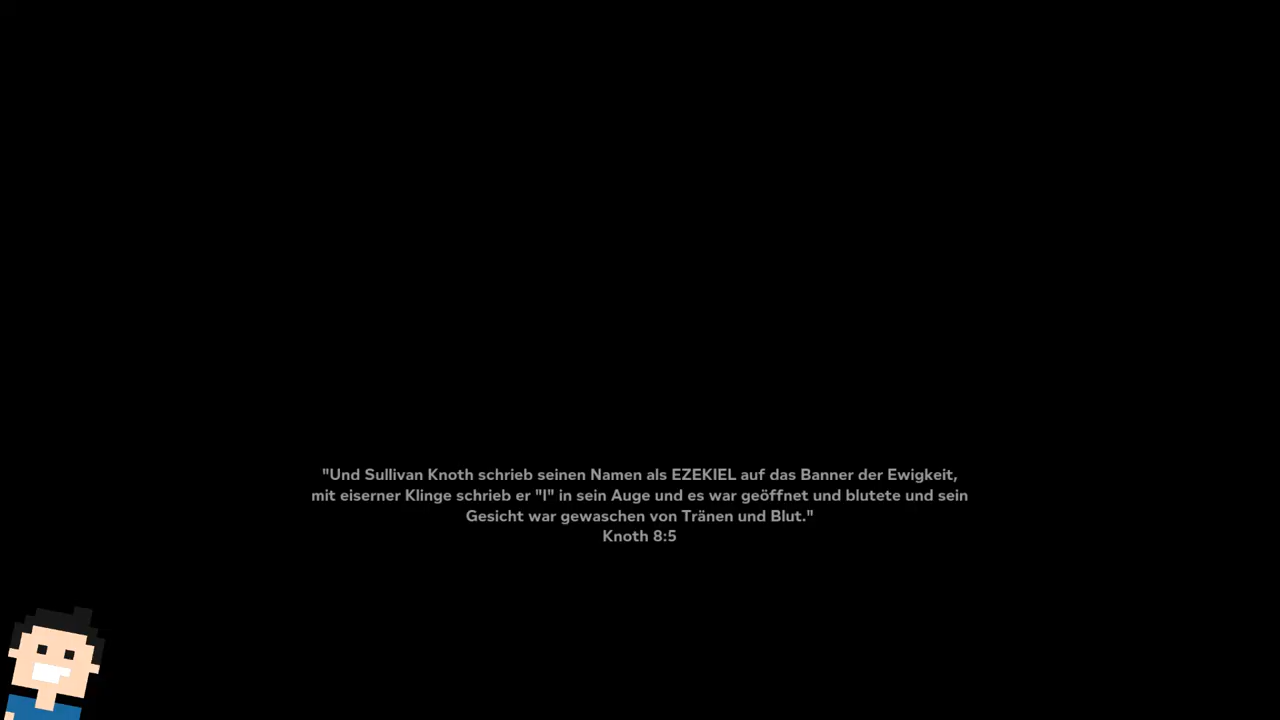 "Und Sullivan Knoth schrieb seinen Namen als EZEKIEL auf das Banner der Ewigkeit,
mit eiserner Klinge schrieb er "I" in sein Auge und es war geöffnet und blutete und sein
Gesicht war gewaschen von Tränen und Blut."
Knoth 8:5